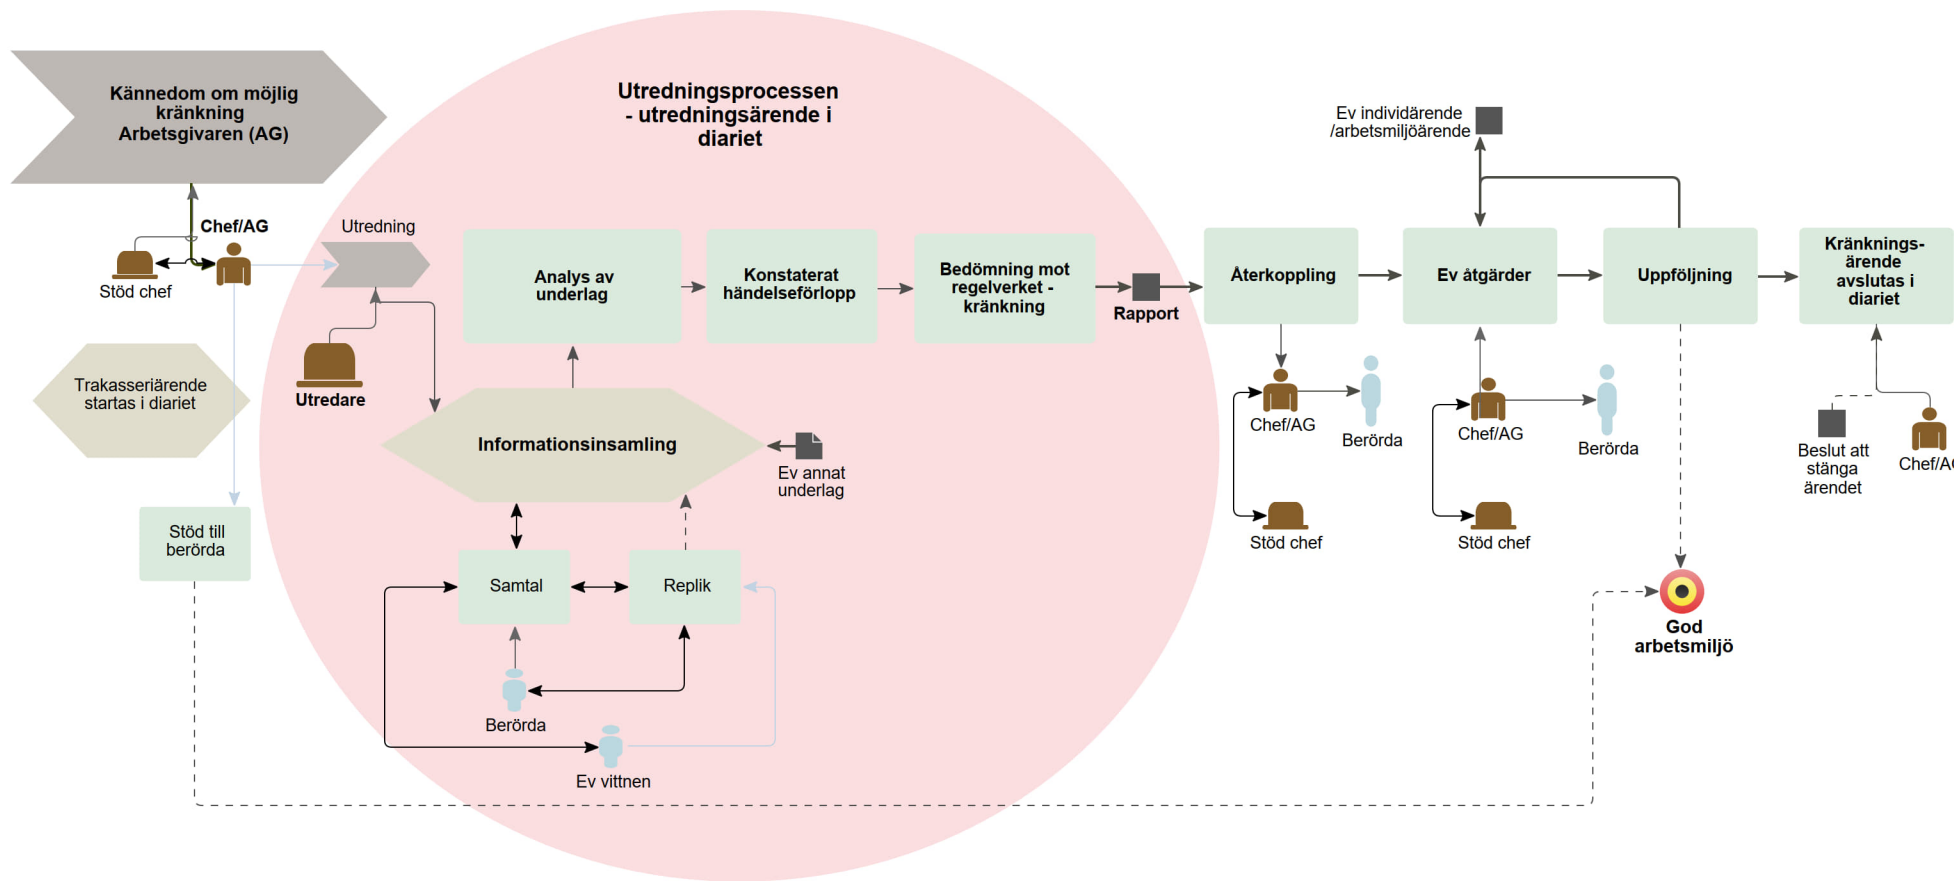 Kännedom om möjlig
kränkning
Arbetsgivaren (AG)
Chef/AG
Stöd chef
Trakasseriärende
startas i diariet
Stöd till
berörda
Utredningsprocessen
- utredningsärende i
diariet
Utredning
Utredare
Analys av
underlag
Konstaterat
händelseförlopp
Bedömning mot
regelverket -
kränkning
Rapport
Informationsinsamling
Ev annat
underlag
Samtal
Replik
Berörda
Ev vittnen
Ev individärende
/arbetsmiljöärende
Återkoppling
Ev åtgärder
Uppföljning
Kränknings-
ärende
avslutas i
diariet
Chef/AG
Berörda
Stöd chef
Chef/AG
Berörda
Stöd chef
Beslut att
stänga
ärendet
Chef/AG
God
arbetsmiljö